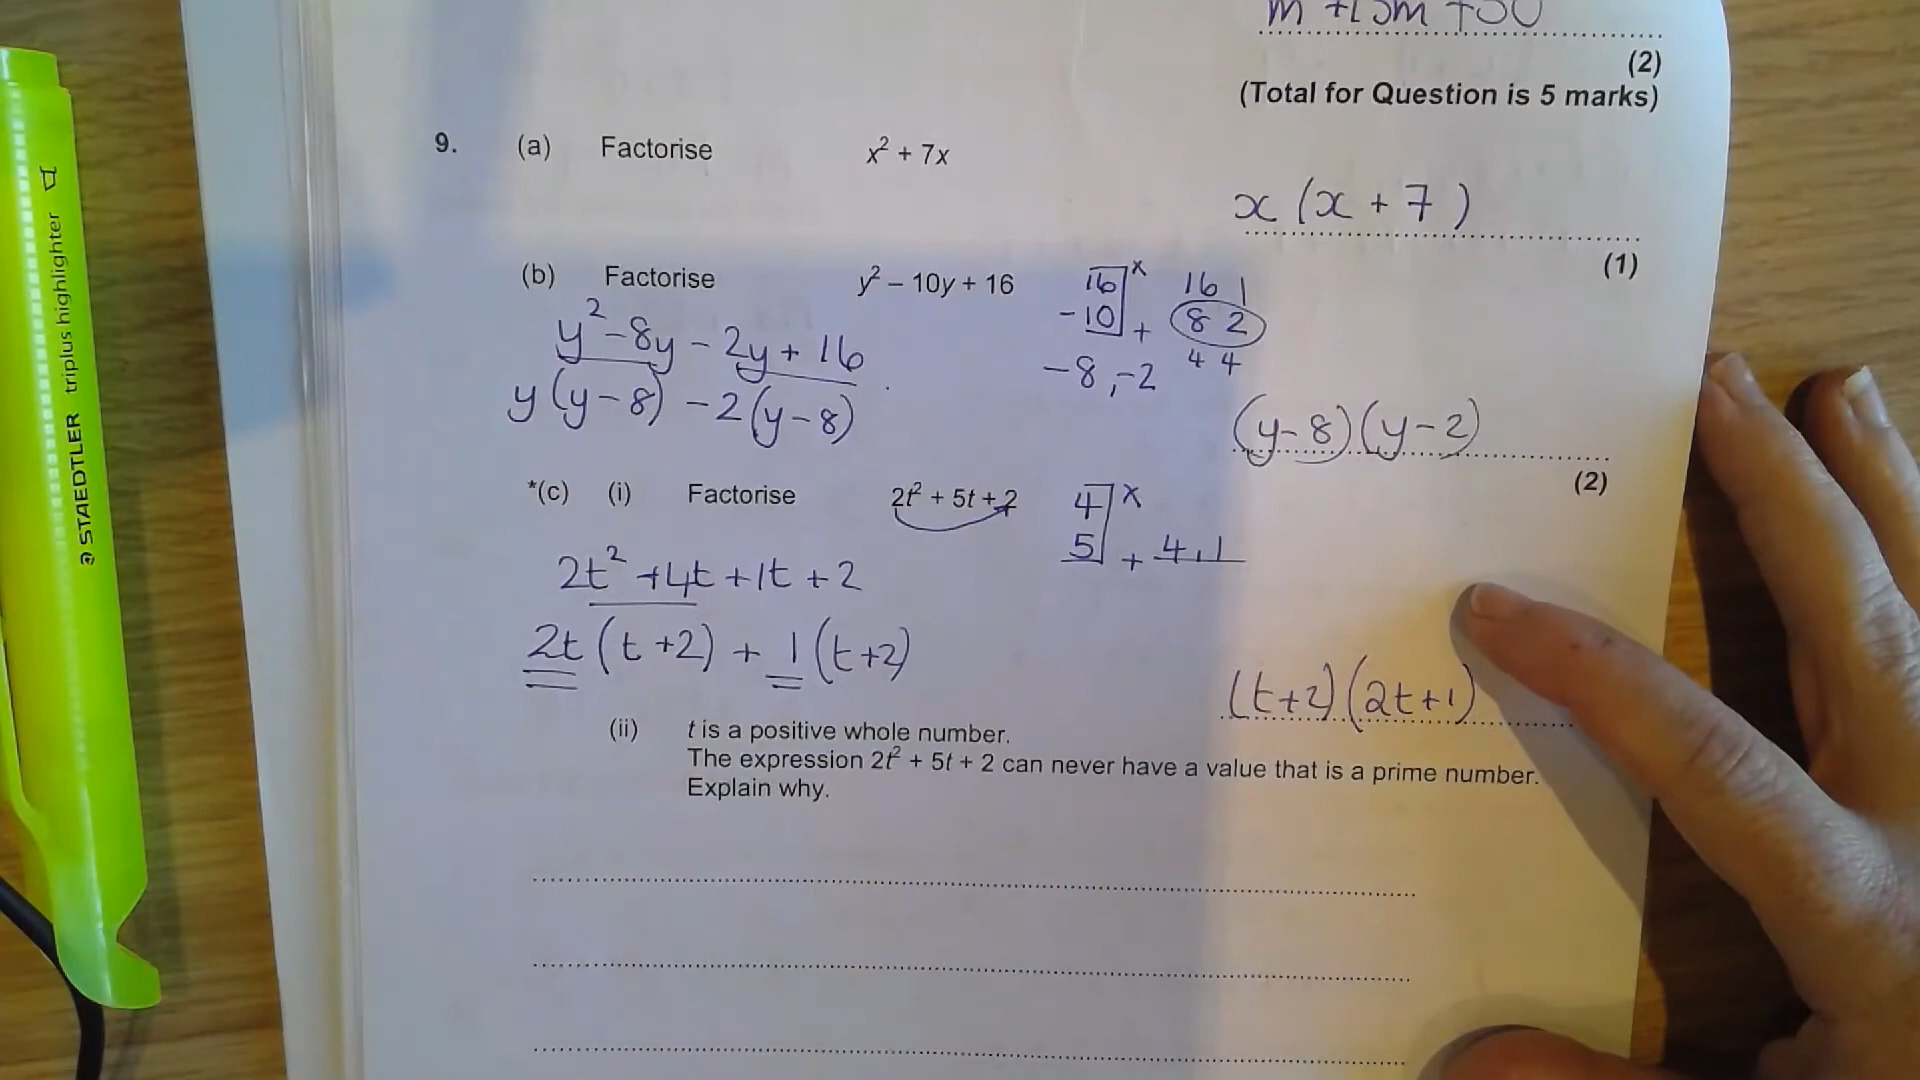 (2)
(Total for Question is 5 marks)
9. (a) Factorise x² + 7x
x (x + 7)
(1)
(b) Factorise y² – 10y + 16
16 x 16 1
-10 + 8 2
4 4
-8, -2
y² - 8y - 2y + 16
y (y - 8) - 2 (y - 8)
(y - 8)(y - 2)
(2)
*(c) (i) Factorise 2t² + 5t + 2
4 x
5 + 4, 1
2t² + 4t + 1t + 2
2t (t + 2) + 1 (t + 2)
(t + 2)(2t + 1)
(ii) t is a positive whole number.
The expression 2t² + 5t + 2 can never have a value that is a prime number.
Explain why.
STAEDTLER triplus highlighter